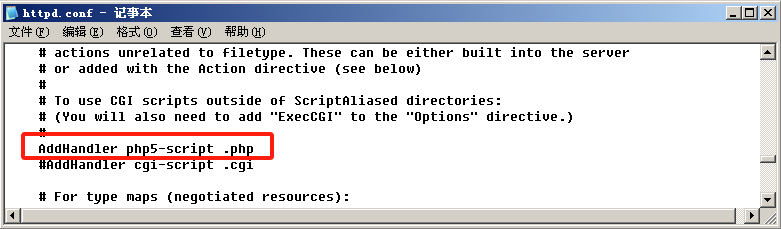 httpd.conf - 记事本
文件(F) 编辑(E) 格式(O) 查看(V) 帮助(H)
# actions unrelated to filetype. These can be either built into the server
# or added with the Action directive (see below)
#
# To use CGI scripts outside of ScriptAliased directories:
# (You will also need to add "ExecCGI" to the "Options" directive.)
#
AddHandler php5-script .php
#AddHandler cgi-script .cgi
# For type maps (negotiated resources):